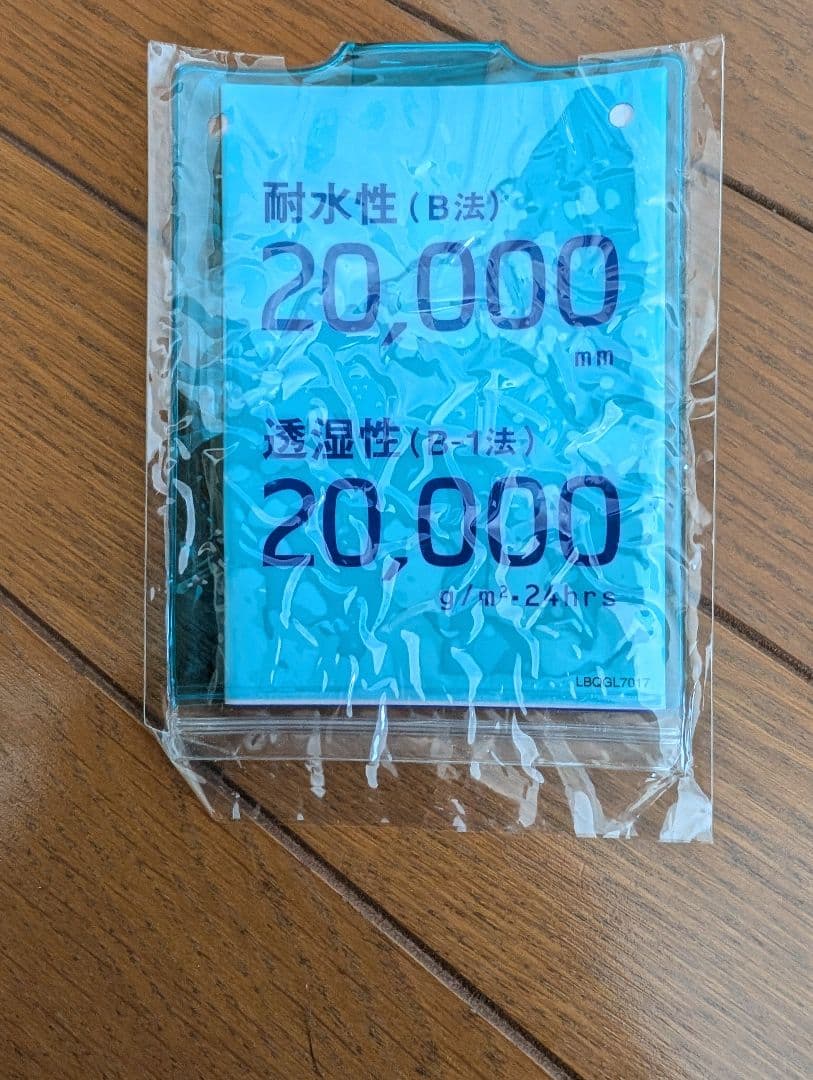 耐水性(B法)
20,000
mm
透湿性(B-1法)
20,000
g/m²・24hrs
LBQGL7017